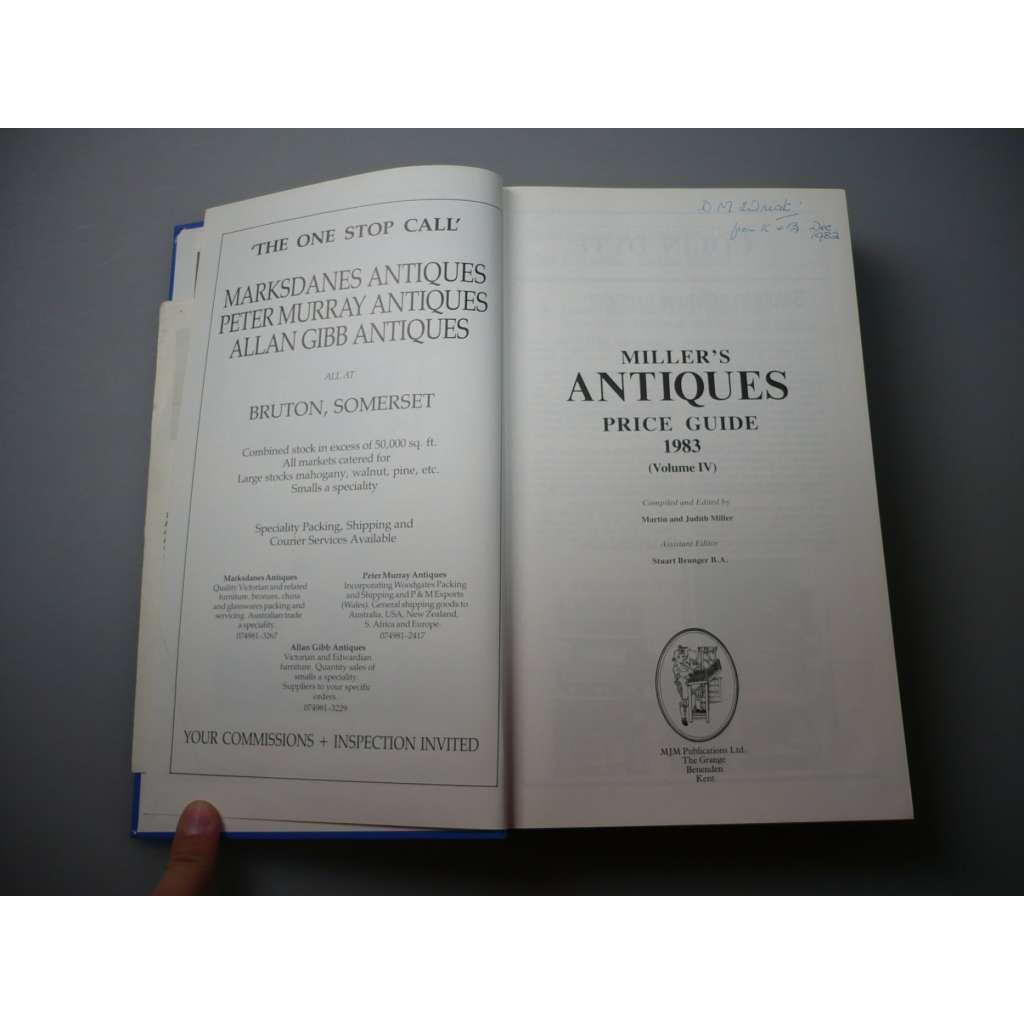 'THE ONE STOP CALL'
MARKSDANES ANTIQUES
PETER MURRAY ANTIQUES
ALLAN GIBB ANTIQUES
ALL AT
BRUTON, SOMERSET
Combined stock in excess of 50,000 sq. ft.
All markets catered for
Large stocks mahogany, walnut, pine, etc.
Smalls a speciality
Speciality Packing, Shipping and
Courier Services Available
Marksdanes Antiques
Quality Victorian and related
furniture, bronzes, china
and glasswares packing and
servicing. Australian trade
a speciality.
074981-3267
Peter Murray Antiques
Incorporating Woodgates Packing
and Shipping and P & M Exports
(Wales). General shipping goods to
Australia, USA, New Zealand,
S. Africa and Europe.
074981-2417
Allan Gibb Antiques
Victorian and Edwardian
furniture. Quantity sales of
smalls a speciality.
Suppliers to your specific
orders.
074981-3229
YOUR COMMISSIONS + INSPECTION INVITED
D. M.
from K + B Dec
1982
MILLER'S
ANTIQUES
PRICE GUIDE
1983
(Volume IV)
Compiled and Edited by
Martin and Judith Miller
Assistant Editor
Stuart Brunger B.A.
MJM Publications Ltd.
The Grange
Benenden
Kent